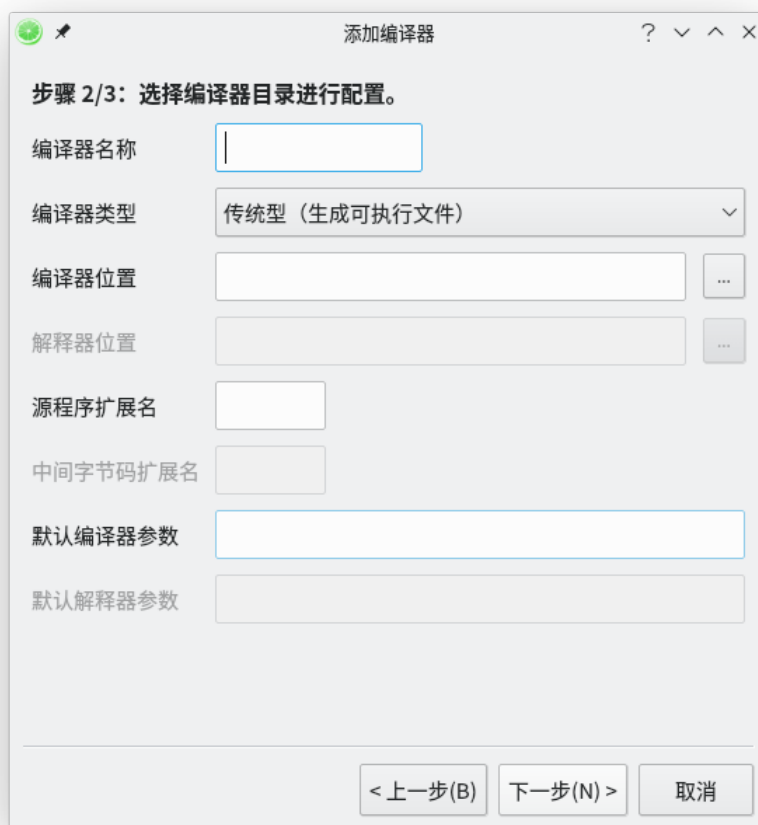 添加编译器
步骤 2/3：选择编译器目录进行配置。
编译器名称
编译器类型 传统型（生成可执行文件）
编译器位置 ...
解释器位置 ...
源程序扩展名
中间字节码扩展名
默认编译器参数
默认解释器参数
< 上一步(B) 下一步(N) > 取消